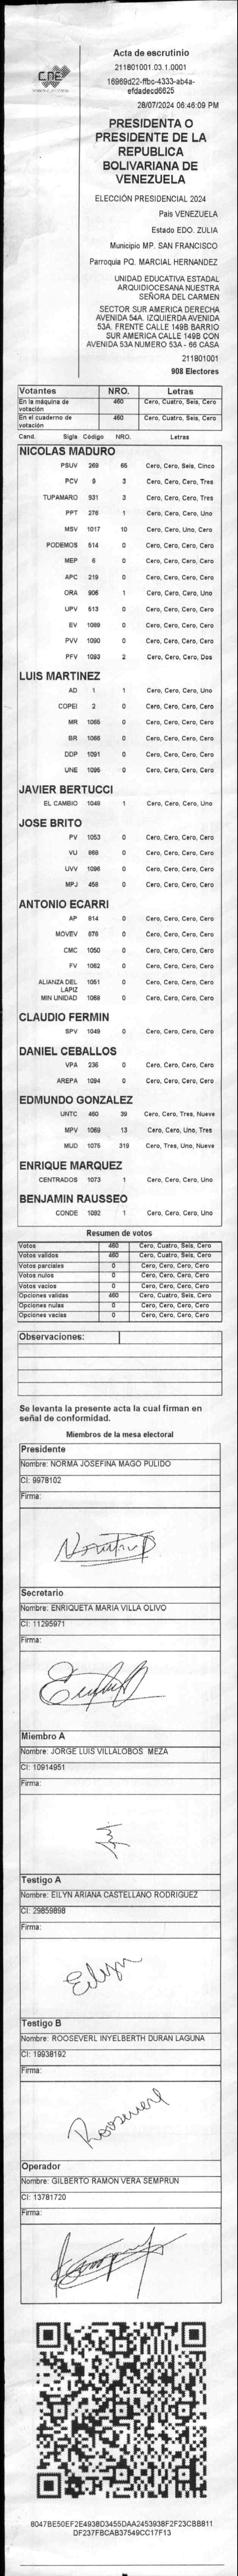 CNE
Acta de escrutinio
211801001.03.1.0001
16969d22-ffbc-4333-ab4a-
efdadecd6625
28/07/2024 06:46:09 PM
PRESIDENTA O
PRESIDENTE DE LA
REPUBLICA
BOLIVARIANA DE
VENEZUELA
ELECCIÓN PRESIDENCIAL 2024
País VENEZUELA
Estado EDO. ZULIA
Municipio MP. SAN FRANCISCO
Parroquia PQ. MARCIAL HERNANDEZ
UNIDAD EDUCATIVA ESTADAL
ARQUIDIOCESANA NUESTRA
SEÑORA DEL CARMEN
SECTOR SUR AMERICA DERECHA
AVENIDA 54A. IZQUIERDA AVENIDA
53A. FRENTE CALLE 149B BARRIO
SUR AMERICA CALLE 149B CON
AVENIDA 53A NUMERO 53A - 66 CASA
211801001
908 Electores
Votantes NRO. Letras
En la máquina de votación 460 Cero, Cuatro, Seis, Cero
En el cuaderno de votación 460 Cero, Cuatro, Seis, Cero
Cand. Sigla Código NRO. Letras
NICOLAS MADURO
PSUV 269 65 Cero, Cero, Seis, Cinco
PCV 9 3 Cero, Cero, Cero, Tres
TUPAMARO 931 3 Cero, Cero, Cero, Tres
PPT 276 1 Cero, Cero, Cero, Uno
MSV 1017 10 Cero, Cero, Uno, Cero
PODEMOS 514 0 Cero, Cero, Cero, Cero
MEP 6 0 Cero, Cero, Cero, Cero
APC 219 0 Cero, Cero, Cero, Cero
ORA 906 1 Cero, Cero, Cero, Uno
UPV 513 0 Cero, Cero, Cero, Cero
EV 1089 0 Cero, Cero, Cero, Cero
PVV 1090 0 Cero, Cero, Cero, Cero
PFV 1093 2 Cero, Cero, Cero, Dos
LUIS MARTINEZ
AD 1 1 Cero, Cero, Cero, Uno
COPEI 2 0 Cero, Cero, Cero, Cero
MR 1065 0 Cero, Cero, Cero, Cero
BR 1066 0 Cero, Cero, Cero, Cero
DDP 1091 0 Cero, Cero, Cero, Cero
UNE 1095 0 Cero, Cero, Cero, Cero
JAVIER BERTUCCI
EL CAMBIO 1048 1 Cero, Cero, Cero, Uno
JOSE BRITO
PV 1053 0 Cero, Cero, Cero, Cero
VU 868 0 Cero, Cero, Cero, Cero
UVV 1096 0 Cero, Cero, Cero, Cero
MPJ 458 0 Cero, Cero, Cero, Cero
ANTONIO ECARRI
AP 814 0 Cero, Cero, Cero, Cero
MOVEV 676 0 Cero, Cero, Cero, Cero
CMC 1050 0 Cero, Cero, Cero, Cero
FV 1062 0 Cero, Cero, Cero, Cero
ALIANZA DEL LAPIZ 1051 0 Cero, Cero, Cero, Cero
MIN UNIDAD 1068 0 Cero, Cero, Cero, Cero
CLAUDIO FERMIN
SPV 1049 0 Cero, Cero, Cero, Cero
DANIEL CEBALLOS
VPA 236 0 Cero, Cero, Cero, Cero
AREPA 1094 0 Cero, Cero, Cero, Cero
EDMUNDO GONZALEZ
UNTC 460 39 Cero, Cero, Tres, Nueve
MPV 1069 13 Cero, Cero, Uno, Tres
MUD 1075 319 Cero, Tres, Uno, Nueve
ENRIQUE MARQUEZ
CENTRADOS 1073 1 Cero, Cero, Cero, Uno
BENJAMIN RAUSSEO
CONDE 1082 1 Cero, Cero, Cero, Uno
Resumen de votos
Votos 460 Cero, Cuatro, Seis, Cero
Votos validos 460 Cero, Cuatro, Seis, Cero
Votos parciales 0 Cero, Cero, Cero, Cero
Votos nulos 0 Cero, Cero, Cero, Cero
Votos vacios 0 Cero, Cero, Cero, Cero
Opciones validas 460 Cero, Cuatro, Seis, Cero
Opciones nulas 0 Cero, Cero, Cero, Cero
Opciones vacias 0 Cero, Cero, Cero, Cero
Observaciones:
Se levanta la presente acta la cual firman en
señal de conformidad.
Miembros de la mesa electoral
Presidente
Nombre: NORMA JOSEFINA MAGO PULIDO
CI: 9978102
Firma:
Secretario
Nombre: ENRIQUETA MARIA VILLA OLIVO
CI: 11295971
Firma:
Miembro A
Nombre: JORGE LUIS VILLALOBOS MEZA
CI: 10914951
Firma:
Testigo A
Nombre: EILYN ARIANA CASTELLANO RODRIGUEZ
CI: 29859898
Firma:
Eilyn
Testigo B
Nombre: ROOSEVERL INYELBERTH DURAN LAGUNA
CI: 19938192
Firma:
Rooseverl
Operador
Nombre: GILBERTO RAMON VERA SEMPRUN
CI: 13781720
Firma:
8047BE50EF2E4938D3455DAA2453938F2F23CBB811
DF237FBCAB37549CC17F13